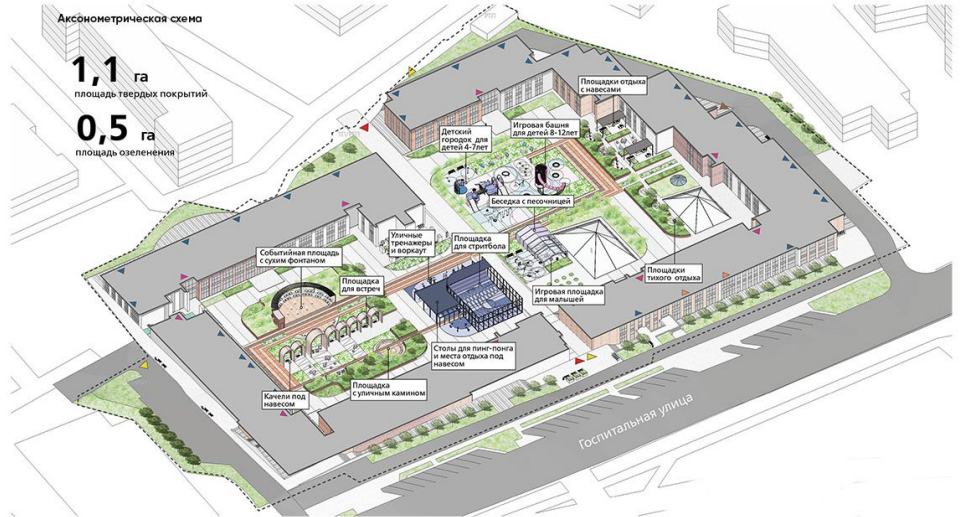 Аксонометрическая схема
1,1 га
площадь твердых покрытий
0,5 га
площадь озеленения
Площадки отдыха
с навесами
Детский
городок для
детей 4-7лет
Игровая башня
для детей 8-12лет
Беседка с песочницей
Уличные
тренажеры
и воркаут
Площадка
для стритбола
Событийная площадь
с сухим фонтаном
Площадка
для встреч
Площадки
тихого отдыха
Игровая площадка
для малышей
Столы для пинг-понга
и места отдыха под
навесом
Площадка
с уличным камином
Качели под
навесом
Госпитальная улица